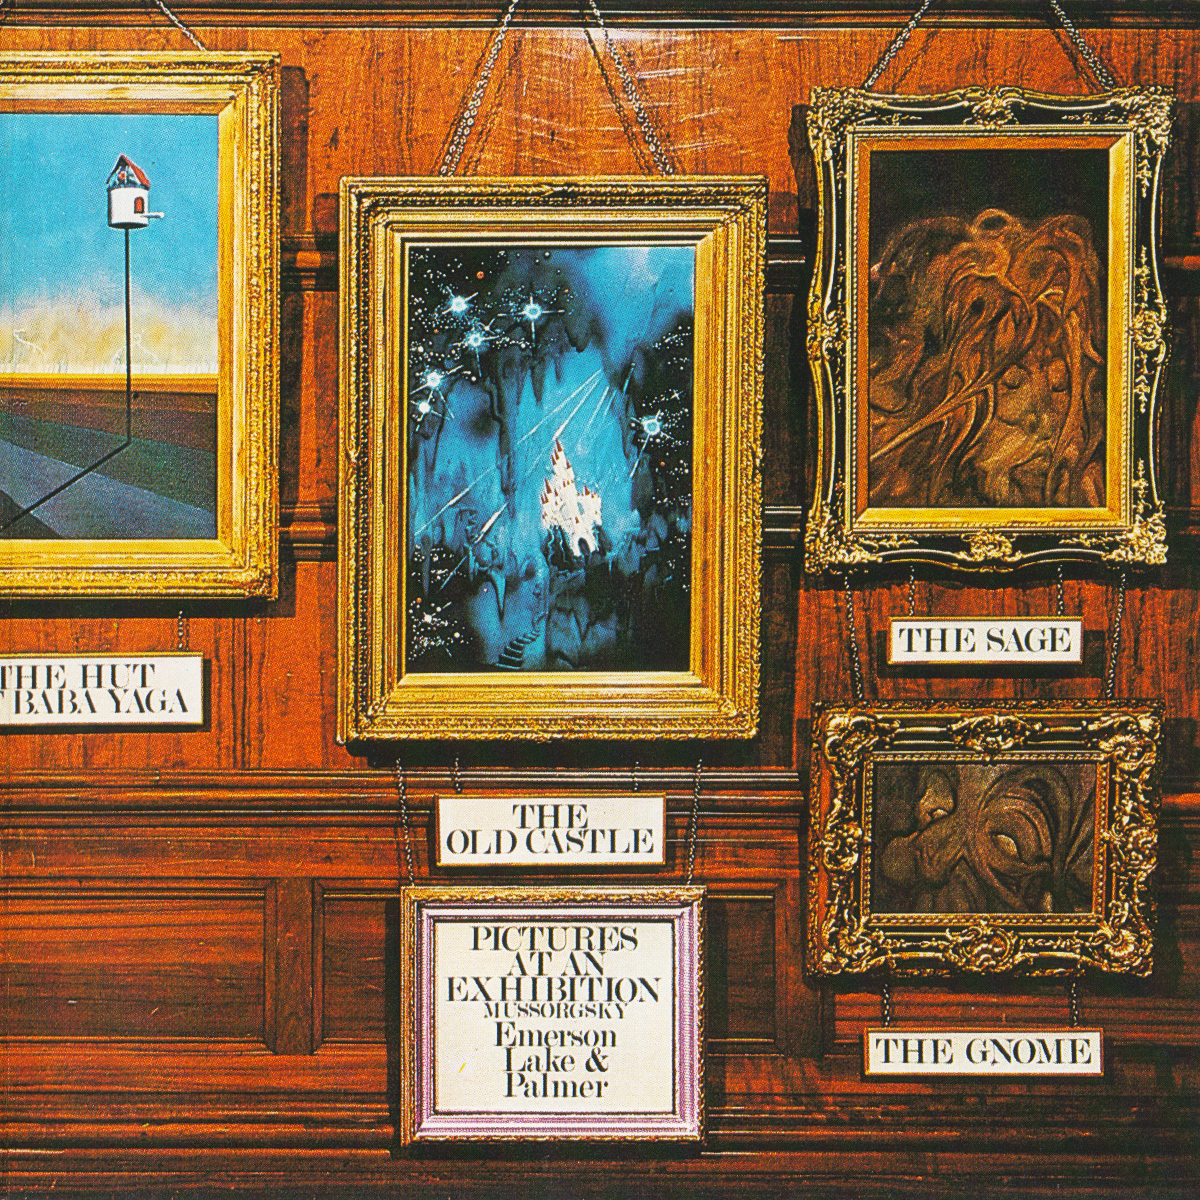 THE HUT
BABA YAGA
THE
OLD CASTLE
THE SAGE
PICTURES
AT AN
EXHIBITION
MUSSORGSKY
Emerson
Lake &
Palmer
THE GNOME